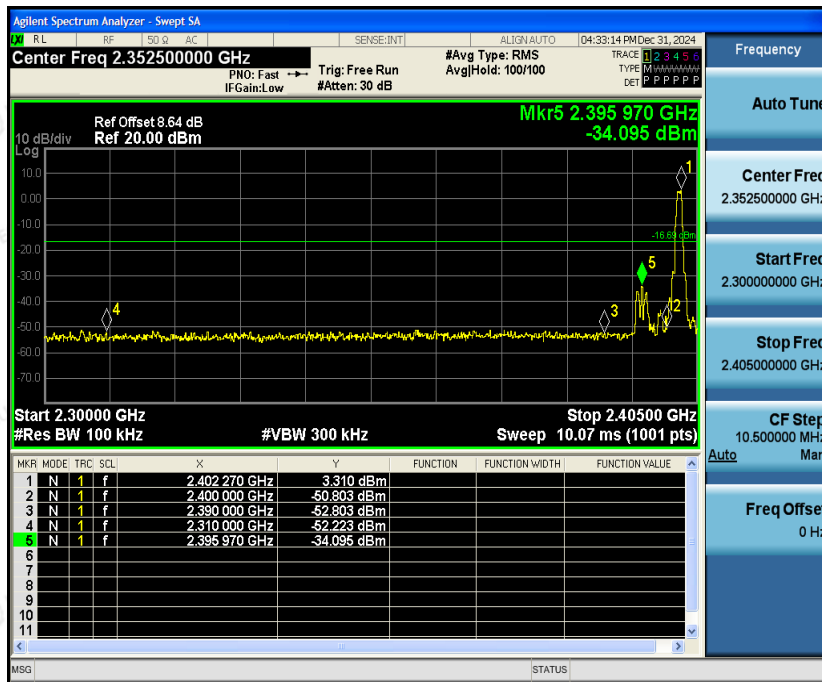 Agilent Spectrum Analyzer - Swept SA
LXI RL RF 50 Ω AC SENSE:INT ALIGN AUTO 04:33:14 PM Dec 31, 2024
Center Freq 2.352500000 GHz
PNO: Fast
IFGain:Low
Trig: Free Run
#Atten: 30 dB
#Avg Type: RMS
Avg|Hold: 100/100
TRACE 1 2 3 4 5 6
TYPE M W W W W W
DET P P P P P P
Mkr5 2.395 970 GHz
-34.095 dBm
Ref Offset 8.64 dB
Ref 20.00 dBm
10 dB/div
Log
10.0
0.00
-10.0
-20.0
-30.0
-40.0
-50.0
-60.0
-70.0
1
-16.69 dBm
5
4
3
2
Start 2.30000 GHz Stop 2.40500 GHz
#Res BW 100 kHz #VBW 300 kHz Sweep 10.07 ms (1001 pts)
MKR MODE TRC SCL X Y FUNCTION FUNCTION WIDTH FUNCTION VALUE
1 N 1 f 2.402 270 GHz 3.310 dBm
2 N 1 f 2.400 000 GHz -50.803 dBm
3 N 1 f 2.390 000 GHz -52.803 dBm
4 N 1 f 2.310 000 GHz -52.223 dBm
5 N 1 f 2.395 970 GHz -34.095 dBm
6
7
8
9
10
11
MSG STATUS
Frequency
Auto Tune
Center Freq
2.352500000 GHz
Start Freq
2.300000000 GHz
Stop Freq
2.405000000 GHz
CF Step
10.500000 MHz
Auto Man
Freq Offset
0 Hz